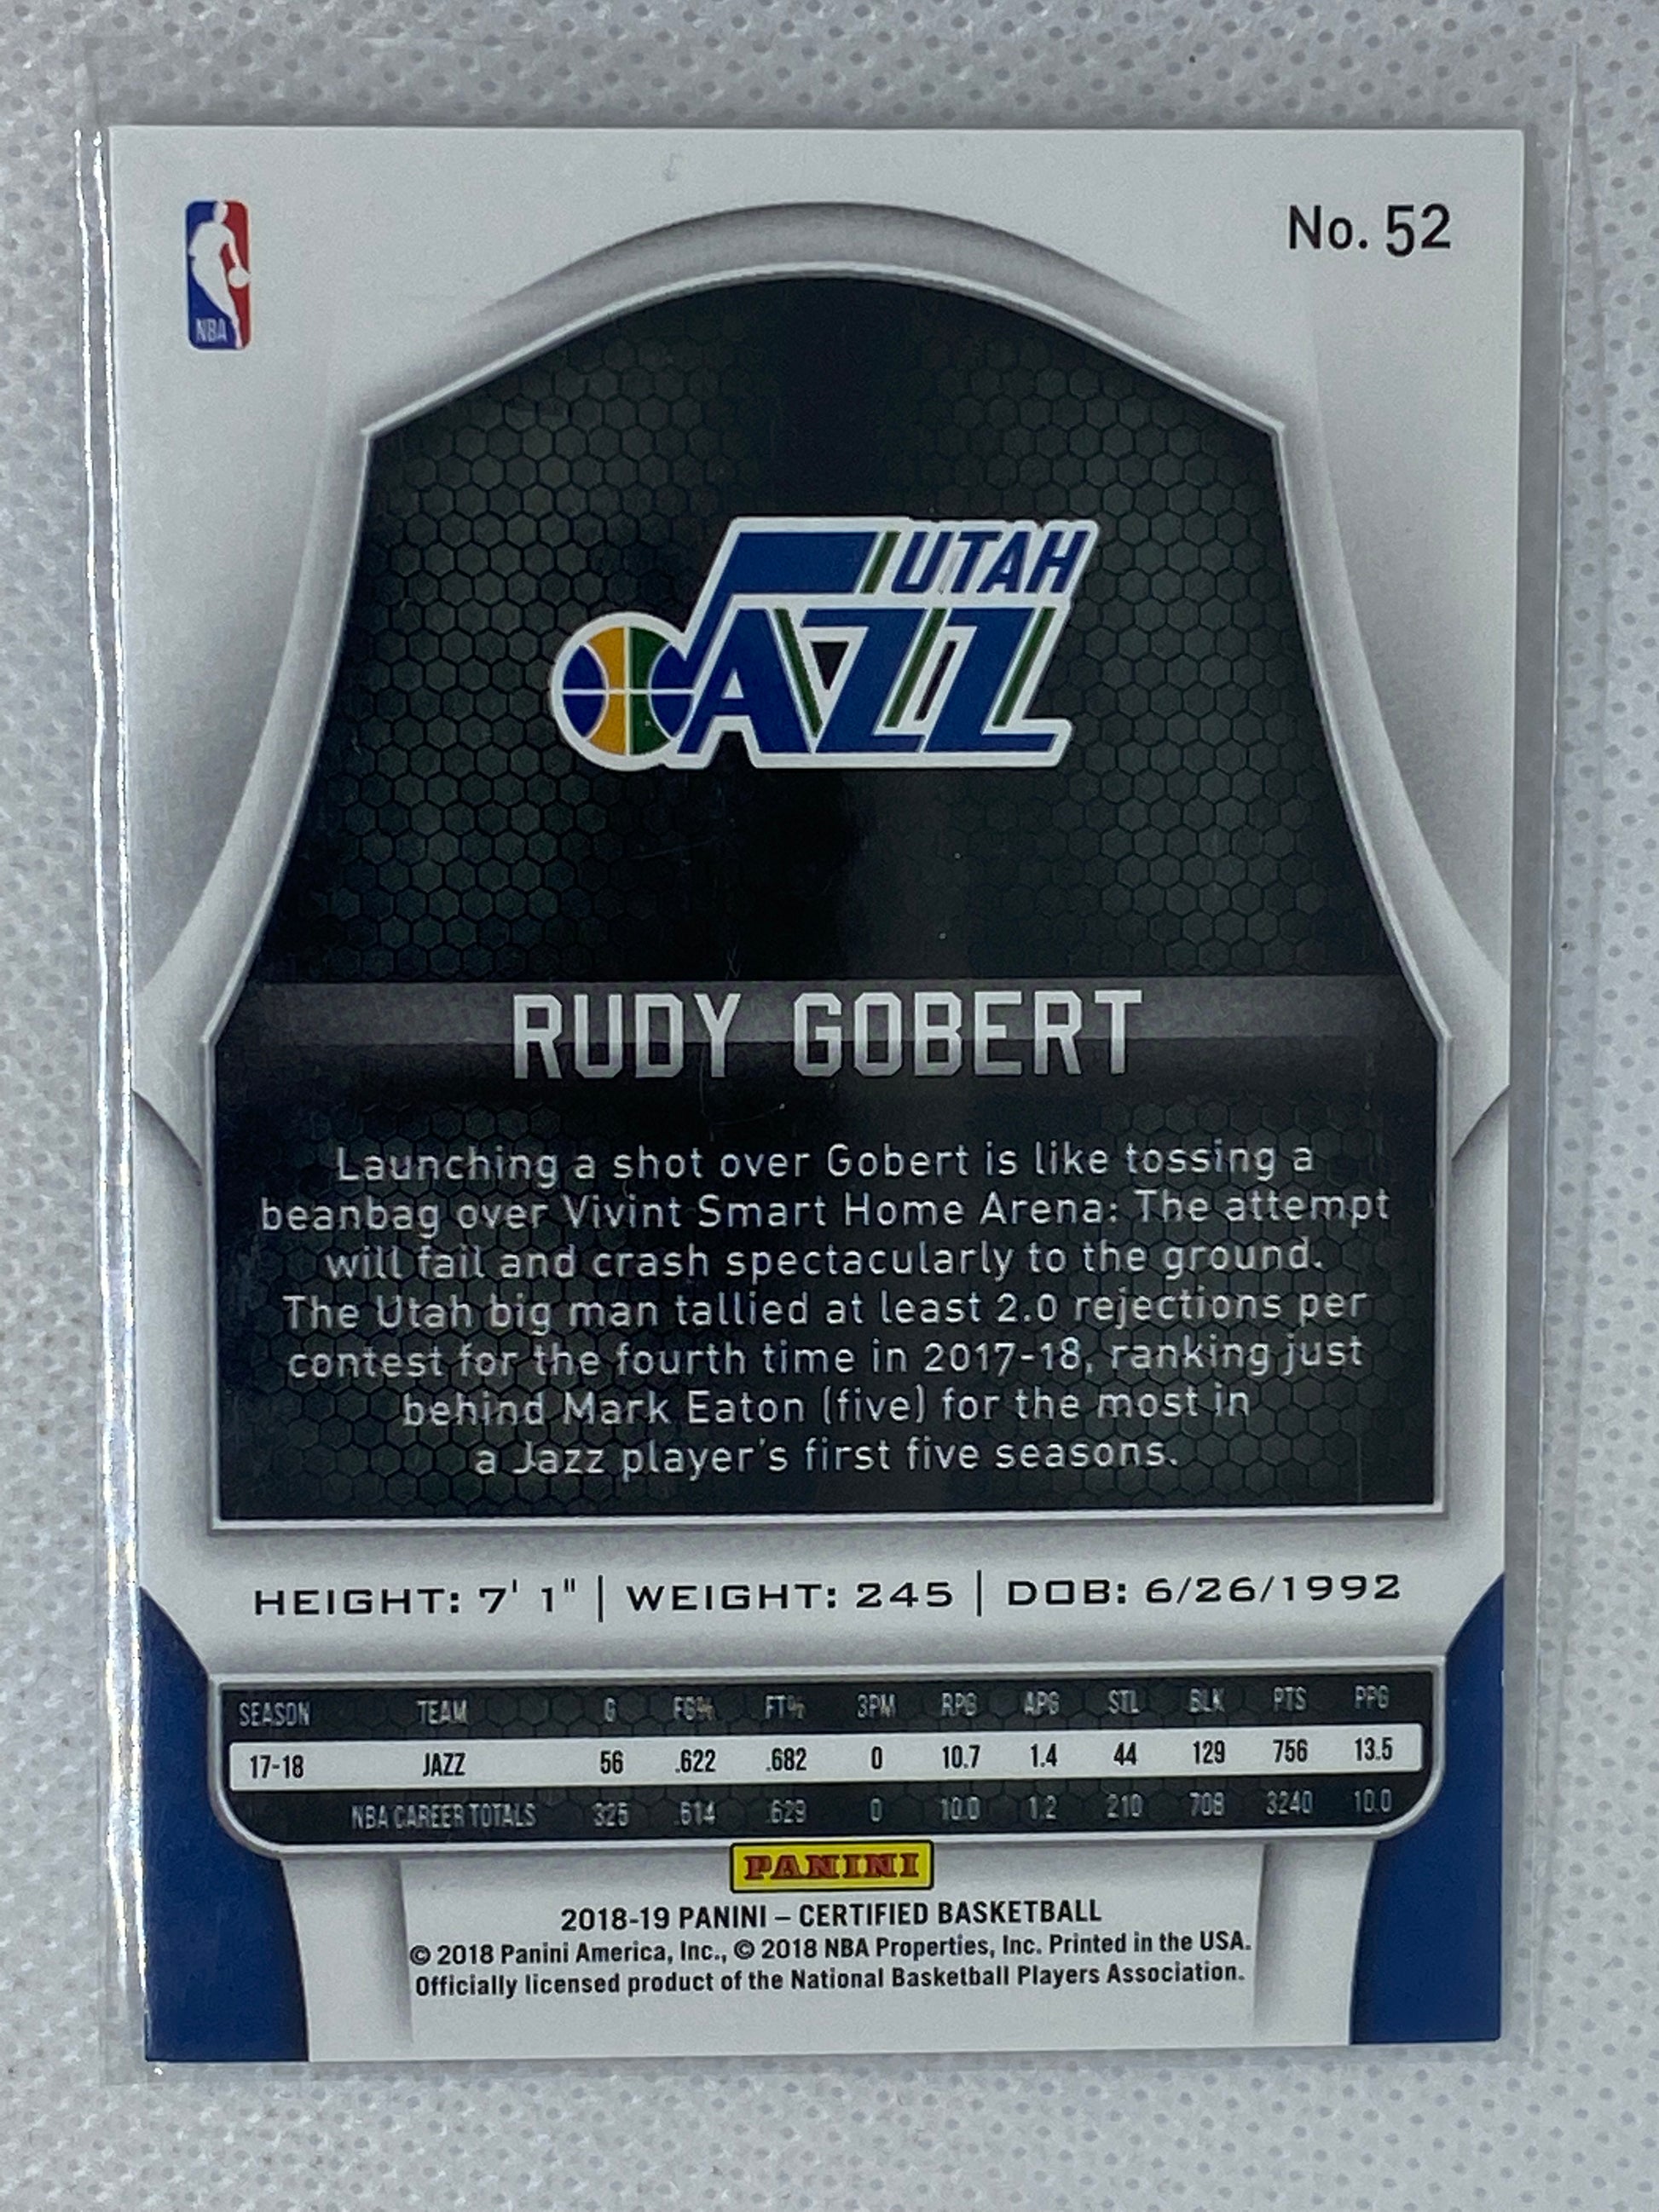 No. 52
NBA
UTAH
JAZZ
RUDY GOBERT
Launching a shot over Gobert is like tossing a
beanbag over Vivint Smart Home Arena: The attempt
will fail and crash spectacularly to the ground.
The Utah big man tallied at least 2.0 rejections per
contest for the fourth time in 2017-18, ranking just
behind Mark Eaton (five) for the most in
a Jazz player's first five seasons.
HEIGHT: 7' 1" | WEIGHT: 245 | DOB: 6/26/1992
SEASON TEAM G FG% FT% 3PM RPG APG STL BLK PTS PPG
17-18 JAZZ 56 .622 .682 0 10.7 1.4 44 129 756 13.5
NBA CAREER TOTALS 325 .614 .629 0 10.0 1.2 210 708 3240 10.0
PANINI
2018-19 PANINI – CERTIFIED BASKETBALL
© 2018 Panini America, Inc., © 2018 NBA Properties, Inc. Printed in the USA.
Officially licensed product of the National Basketball Players Association.